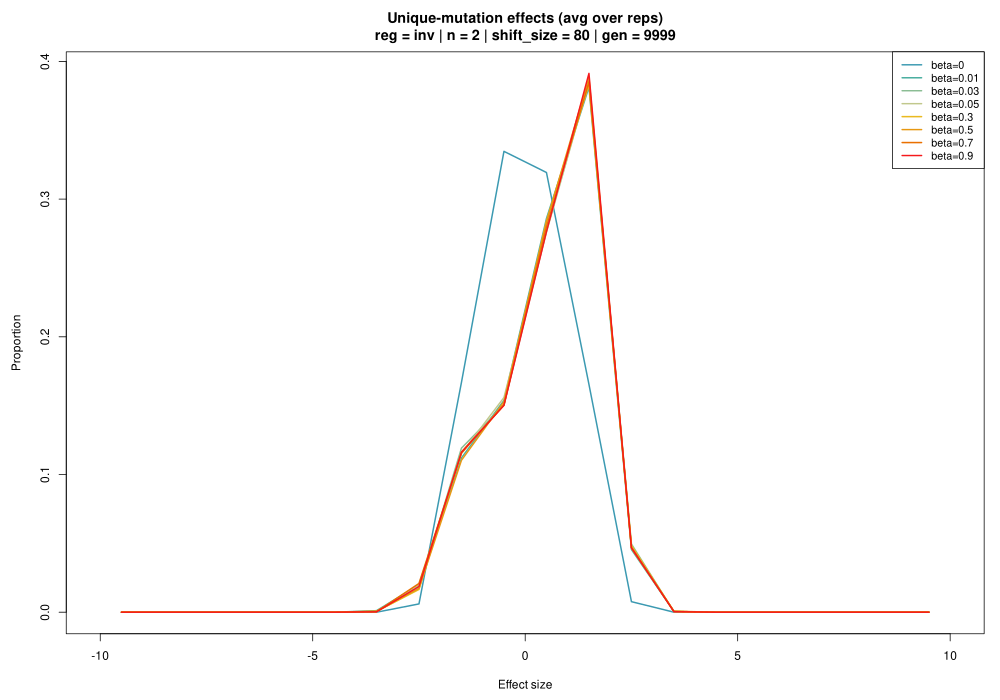 Unique-mutation effects (avg over reps)
reg = inv | n = 2 | shift_size = 80 | gen = 9999
Proportion
0.4
0.3
0.2
0.1
0.0
beta=0
beta=0.01
beta=0.03
beta=0.05
beta=0.3
beta=0.5
beta=0.7
beta=0.9
-10
-5
0
5
10
Effect size